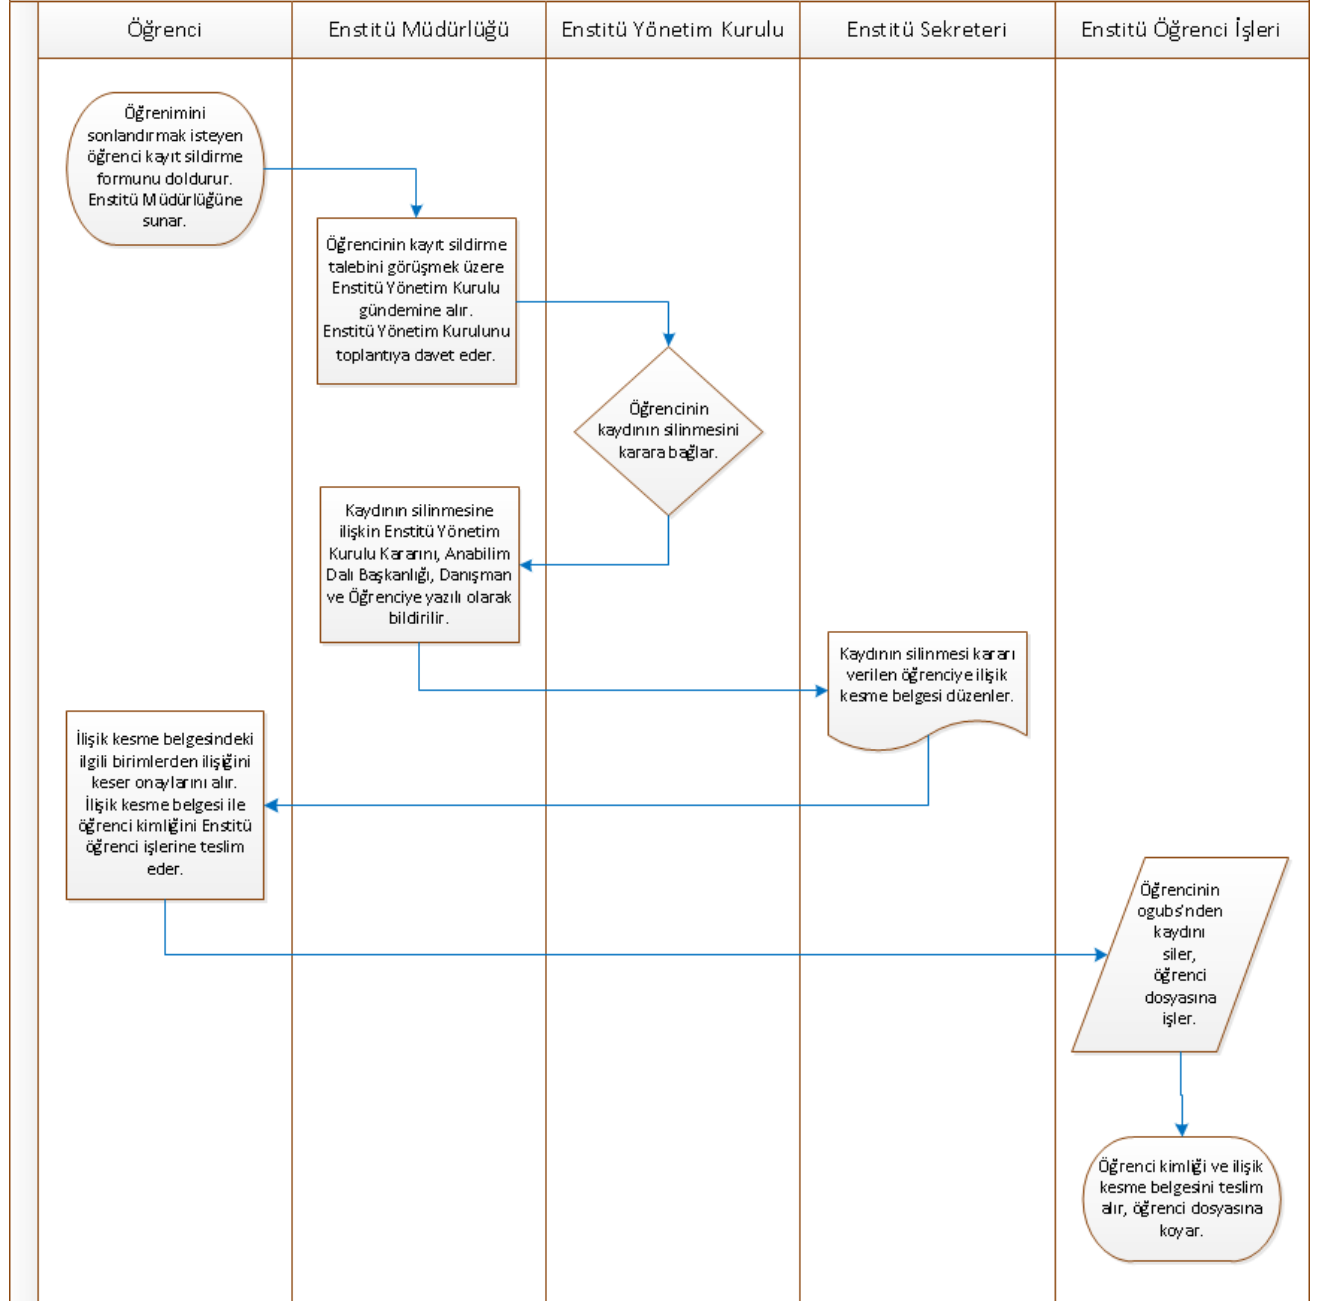 Öğrenci
Enstitü Müdürlüğü
Enstitü Yönetim Kurulu
Enstitü Sekreteri
Enstitü Öğrenci İşleri
Öğrenimini
sonlandırmak isteyen
öğrenci kayıt sildirme
formunu doldurur.
Enstitü Müdürlüğüne
sunar.
Öğrencinin kayıt sildirme
talebini görüşmek üzere
Enstitü Yönetim Kurulu
gündemine alır.
Enstitü Yönetim Kurulunu
toplantıya davet eder.
Öğrencinin
kaydının silinmesini
karara bağlar.
Kaydının silinmesine
ilişkin Enstitü Yönetim
Kurulu Kararını, Anabilim
Dalı Başkanlığı, Danışman
ve Öğrenciye yazılı olarak
bildirilir.
Kaydının silinmesi kararı
verilen öğrenciye ilişik
kesme belgesi düzenler.
İlişik kesme belgesindeki
ilgili birimlerden ilişiğini
keser onaylarını alır.
İlişik kesme belgesi ile
öğrenci kimliğini Enstitü
öğrenci işlerine teslim
eder.
Öğrencinin
ogubs'nden
kaydını
siler,
öğrenci
dosyasına
işler.
Öğrenci kimliği ve ilişik
kesme belgesini teslim
alır, öğrenci dosyasına
koyar.